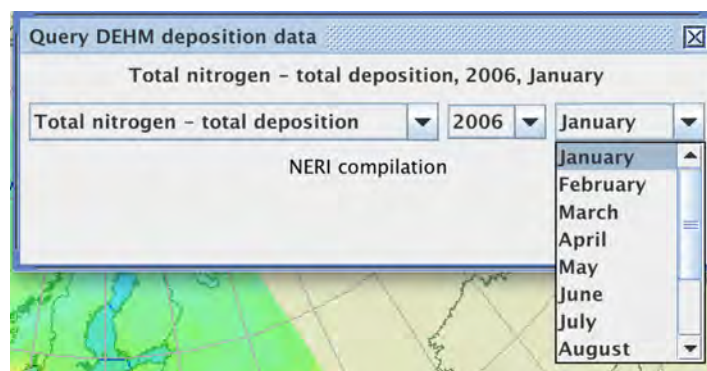 Query DEHM deposition data
Total nitrogen – total deposition, 2006, January
Total nitrogen – total deposition 2006 January
NERI compilation
January
February
March
April
May
June
July
August